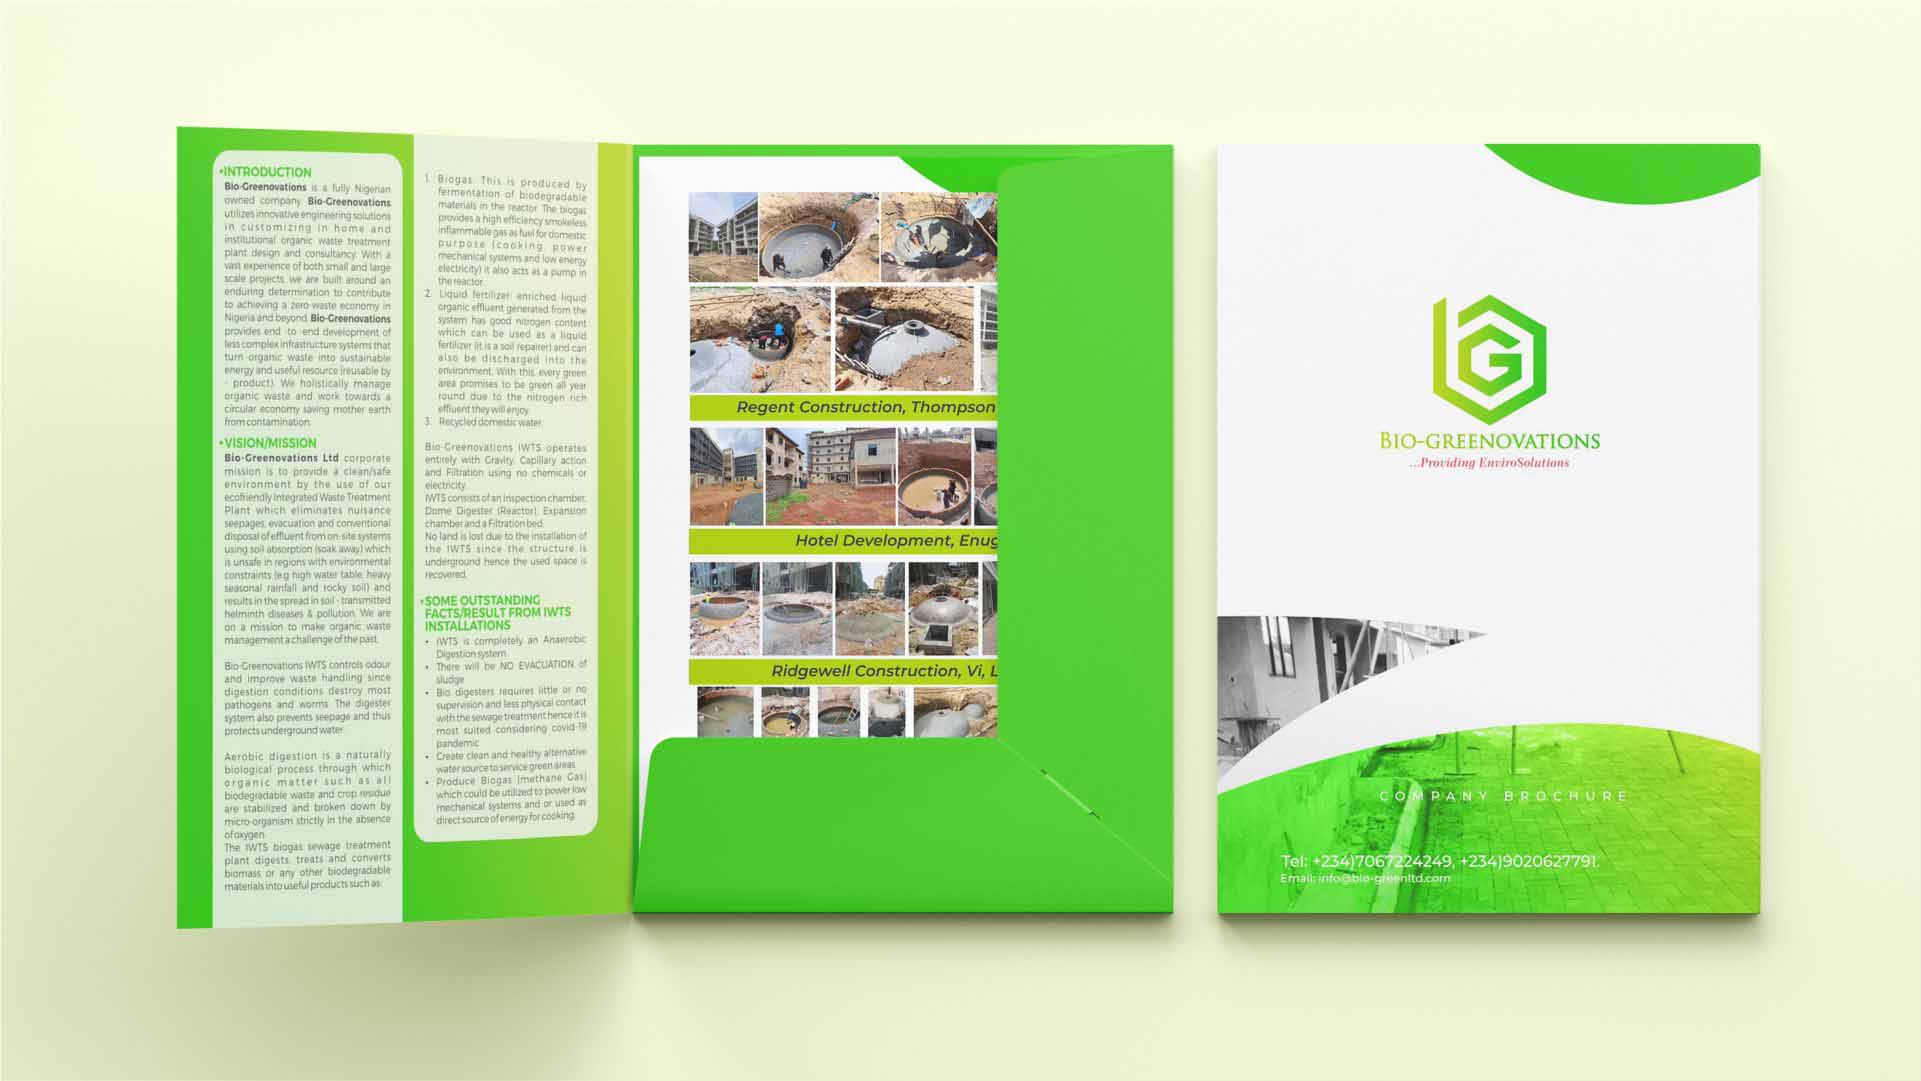 •INTRODUCTION
Bio-Greenovations is a fully Nigerian
owned company. Bio-Greenovations
utilizes innovative engineering solutions
in customizing in home and
institutional organic waste treatment
plant design and consultancy. With a
vast experience of both small and large
scale projects, we are built around an
enduring determination to contribute
to achieving a zero waste economy in
Nigeria and beyond. Bio-Greenovations
provides end -to -end development of
less complex infrastructure systems that
turn organic waste into sustainable
energy and useful resource (reusable by
- product). We holistically manage
organic waste and work towards a
circular economy saving mother earth
from contamination.
•VISION/MISSION
Bio-Greenovations Ltd corporate
mission is to provide a clean/safe
environment by the use of our
ecofriendly Integrated Waste Treatment
Plant which eliminates nuisance
seepages, evacuation and conventional
disposal of effluent from on-site systems
using soil absorption (soak away) which
is unsafe in regions with environmental
constraints (e.g high water table, heavy
seasonal rainfall and rocky soil) and
results in the spread in soil - transmitted
helminth diseases & pollution. We are
on a mission to make organic waste
management a challenge of the past.
Bio-Greenovations IWTS controls odour
and improve waste handling since
digestion conditions destroy most
pathogens and worms. The digester
system also prevents seepage and thus
protects underground water.
Aerobic digestion is a naturally
biological process through which
organic matter such as all
biodegradable waste and crop residue
are stabilized and broken down by
micro-organism strictly in the absence
of oxygen.
The IWTS biogas sewage treatment
plant digests, treats and converts
biomass or any other biodegradable
materials into useful products such as:
1. Biogas: This is produced by
fermentation of biodegradable
materials in the reactor. The biogas
provides a high efficiency smokeless
inflammable gas as fuel for domestic
purpose (cooking, power
mechanical systems and low energy
electricity) it also acts as a pump in
the reactor.
2. Liquid fertilizer: enriched liquid
organic effluent generated from the
system has good nitrogen content
which can be used as a liquid
fertilizer (it is a soil repairer) and can
also be discharged into the
environment. With this, every green
area promises to be green all year
round due to the nitrogen rich
effluent they will enjoy.
3. Recycled domestic water.
Bio-Greenovations IWTS operates
entirely with Gravity, Capillary action
and Filtration using no chemicals or
electricity.
IWTS consists of an Inspection chamber,
Dome Digester (Reactor), Expansion
chamber and a Filtration bed.
No land is lost due to the installation of
the IWTS since the structure is
underground hence the used space is
recovered.
•SOME OUTSTANDING
FACTS/RESULT FROM IWTS
INSTALLATIONS
• IWTS is completely an Anaerobic
Digestion system
• There will be NO EVACUATION of
sludge
• Bio digesters requires little or no
supervision and less physical contact
with the sewage treatment hence it is
most suited considering covid-19
pandemic
• Create clean and healthy alternative
water source to service green areas
• Produce Biogas (methane Gas)
which could be utilized to power low
mechanical systems and or used as
direct source of energy for cooking.
Regent Construction, Thompson
Hotel Development, Enug
Ridgewell Construction, Vi, L
BG
BIO-GREENOVATIONS
...Providing EnviroSolutions
COMPANY BROCHURE
Tel: +234)7067224249, +234)9020627791.
Email: info@bio-greenltd.com